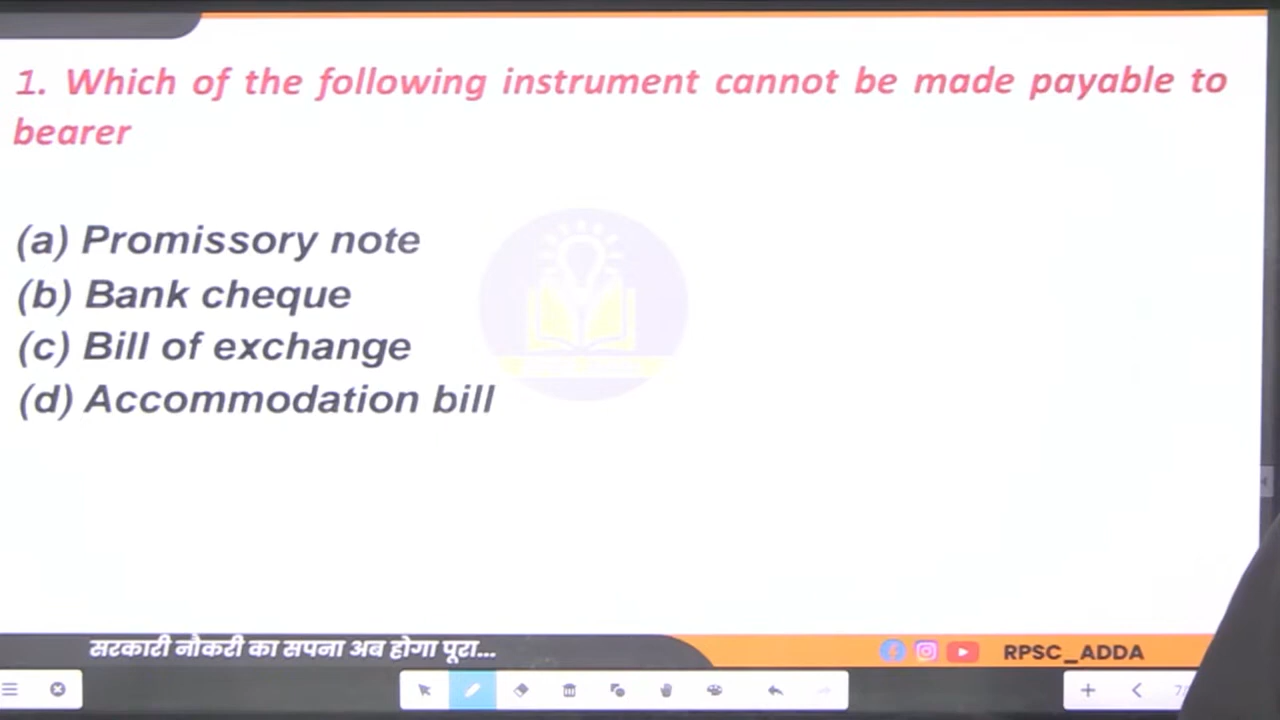 1. Which of the following instrument cannot be made payable to
bearer
(a) Promissory note
(b) Bank cheque
(c) Bill of exchange
(d) Accommodation bill
सरकारी नौकरी का सपना अब होगा पूरा...
RPSC_ADDA